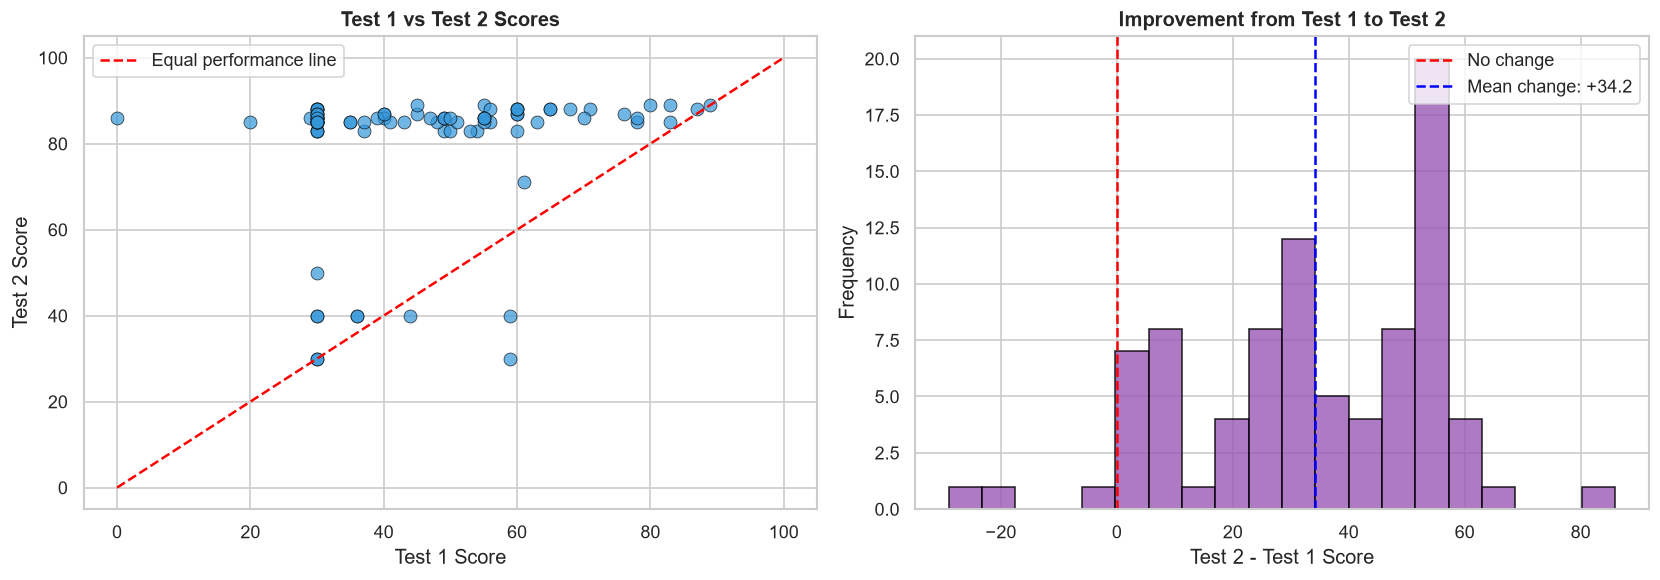 Test 1 vs Test 2 Scores
Equal performance line
100
80
60
40
20
0
Test 2 Score
0 20 40 60 80 100
Test 1 Score
Improvement from Test 1 to Test 2
No change
Mean change: +34.2
20.0
17.5
15.0
12.5
10.0
7.5
5.0
2.5
0.0
Frequency
−20 0 20 40 60 80
Test 2 - Test 1 Score